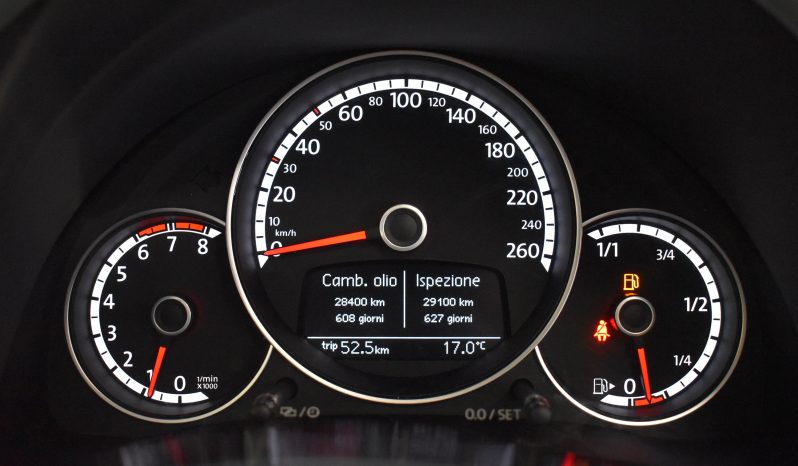 0 10 20 30 40 50 60 80 100 120 140 160 180 200 220 240 260
km/h
1 2 3 4 5 6 7 8
0 1/min
X1000
Camb. olio Ispezione
28400 km 29100 km
608 giorni 627 giorni
trip 52.5 km 17.0°C
1/1 3/4
1/2
1/4
0
0.0 / SET